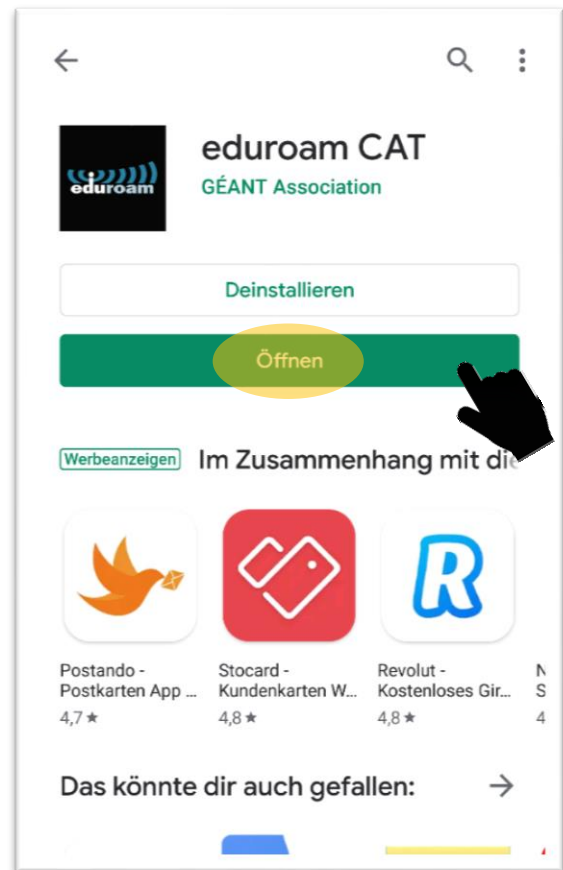 eduroam
eduroam CAT
GÉANT Association
Deinstallieren
Öffnen
Werbeanzeigen Im Zusammenhang mit
Postando -
Postkarten App ...
4,7 ★
Stocard -
Kundenkarten W...
4,8 ★
Revolut -
Kostenloses Gir...
4,8 ★
N
S
4
Das könnte dir auch gefallen: